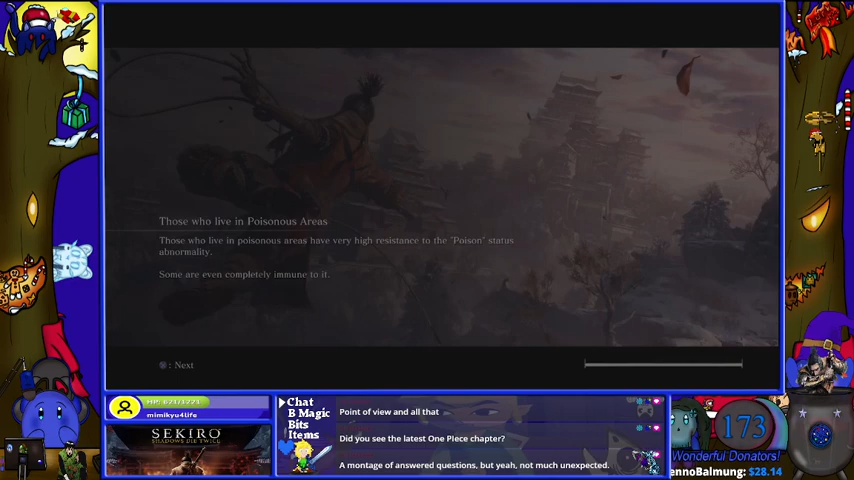 Those who live in Poisonous Areas
Those who live in poisonous areas have very high resistance to the "Poison" status
abnormality.
Some are even completely immune to it.
: Next
HP: 621/1221
mimikyu4life
SEKIRO
SHADOWS DIE TWICE
Chat
B Magic
Bits
Items
Point of view and all that
Did you see the latest One Piece chapter?
A montage of answered questions, but yeah, not much unexpected.
173
Wonderful Donators!
ennoBalmung: $28.14